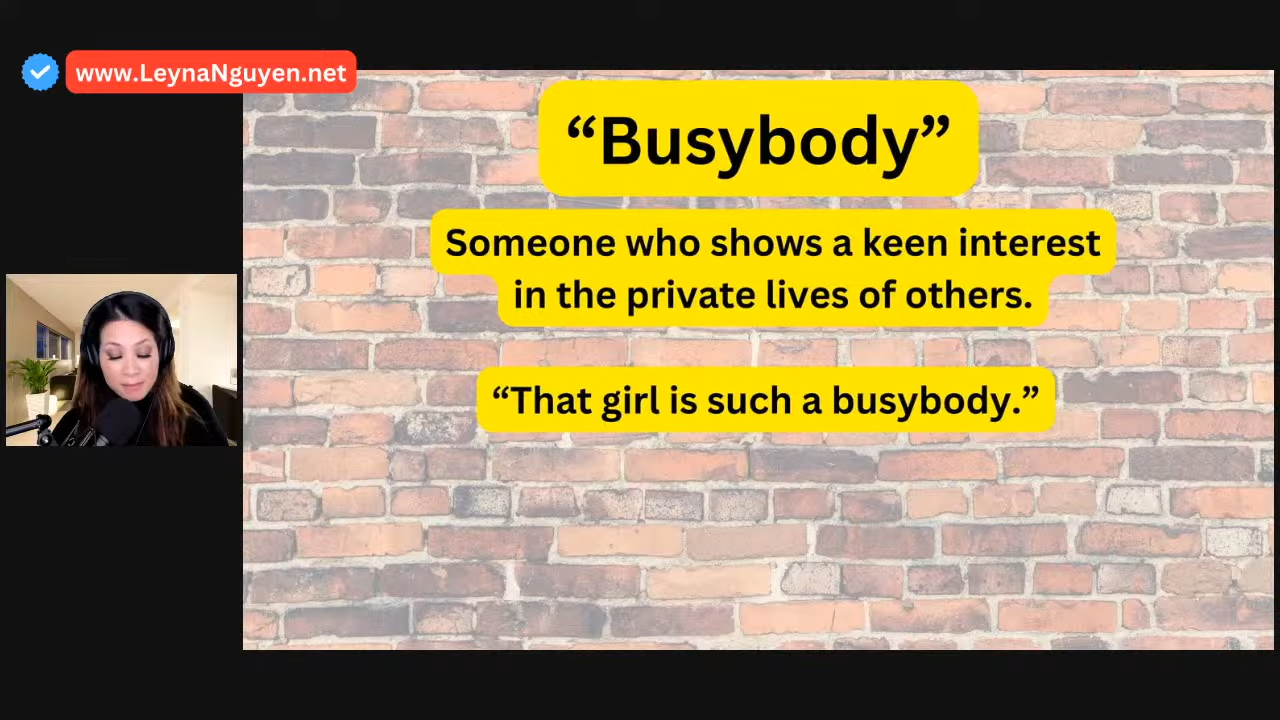 www.LeynaNguyen.net
“Busybody”
Someone who shows a keen interest
in the private lives of others.
“That girl is such a busybody.”